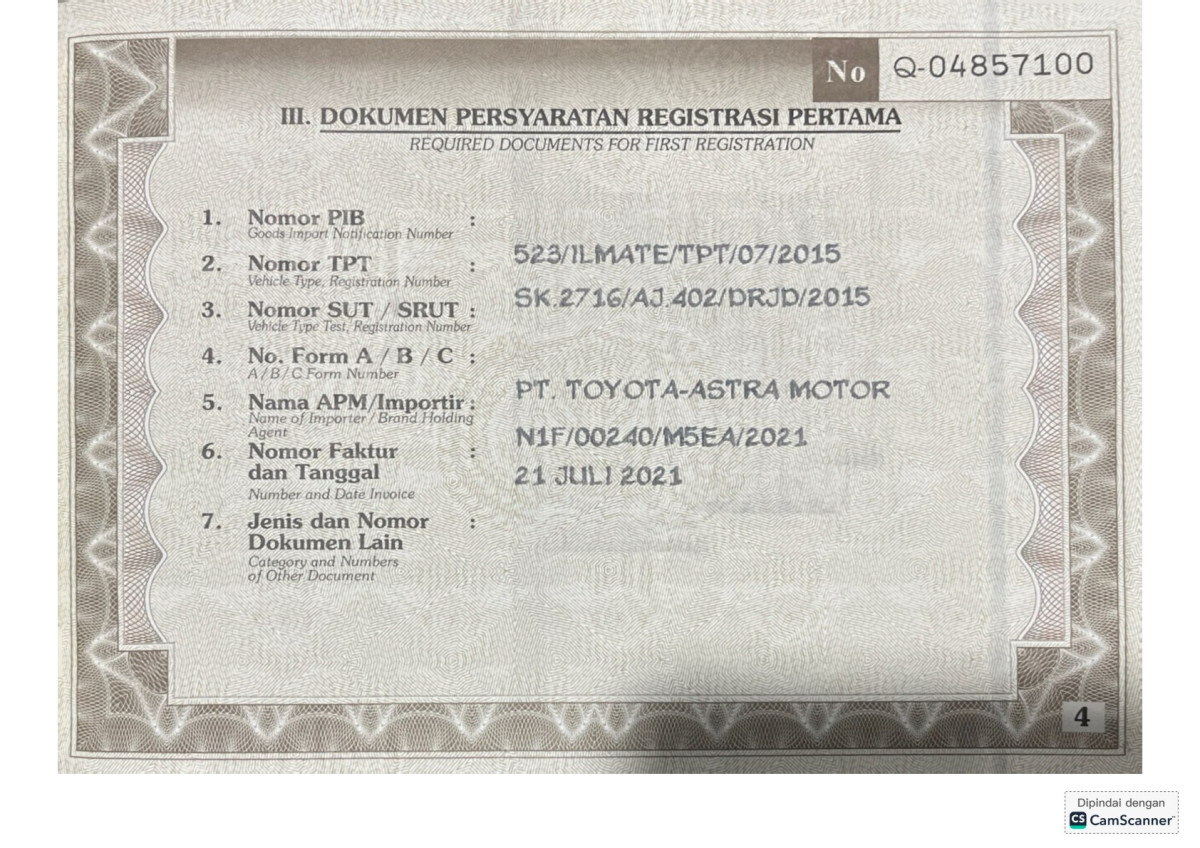 No Q-04857100
III. DOKUMEN PERSYARATAN REGISTRASI PERTAMA
REQUIRED DOCUMENTS FOR FIRST REGISTRATION
1. Nomor PIB :
Goods Import Notification Number
523/ILMATE/TPT/07/2015
2. Nomor TPT :
Vehicle Type, Registration Number
SK.2716/AJ.402/DRJD/2015
3. Nomor SUT / SRUT :
Vehicle Type Test, Registration Number
4. No. Form A / B / C :
A / B / C Form Number
PT. TOYOTA-ASTRA MOTOR
5. Nama APM/Importir :
Name of Importer / Brand Holding
Agent
N1F/00240/M5EA/2021
6. Nomor Faktur :
dan Tanggal
21 JULI 2021
Number and Date Invoice
7. Jenis dan Nomor :
Dokumen Lain
Category and Numbers
of Other Document
4
Dipindai dengan
CS CamScanner